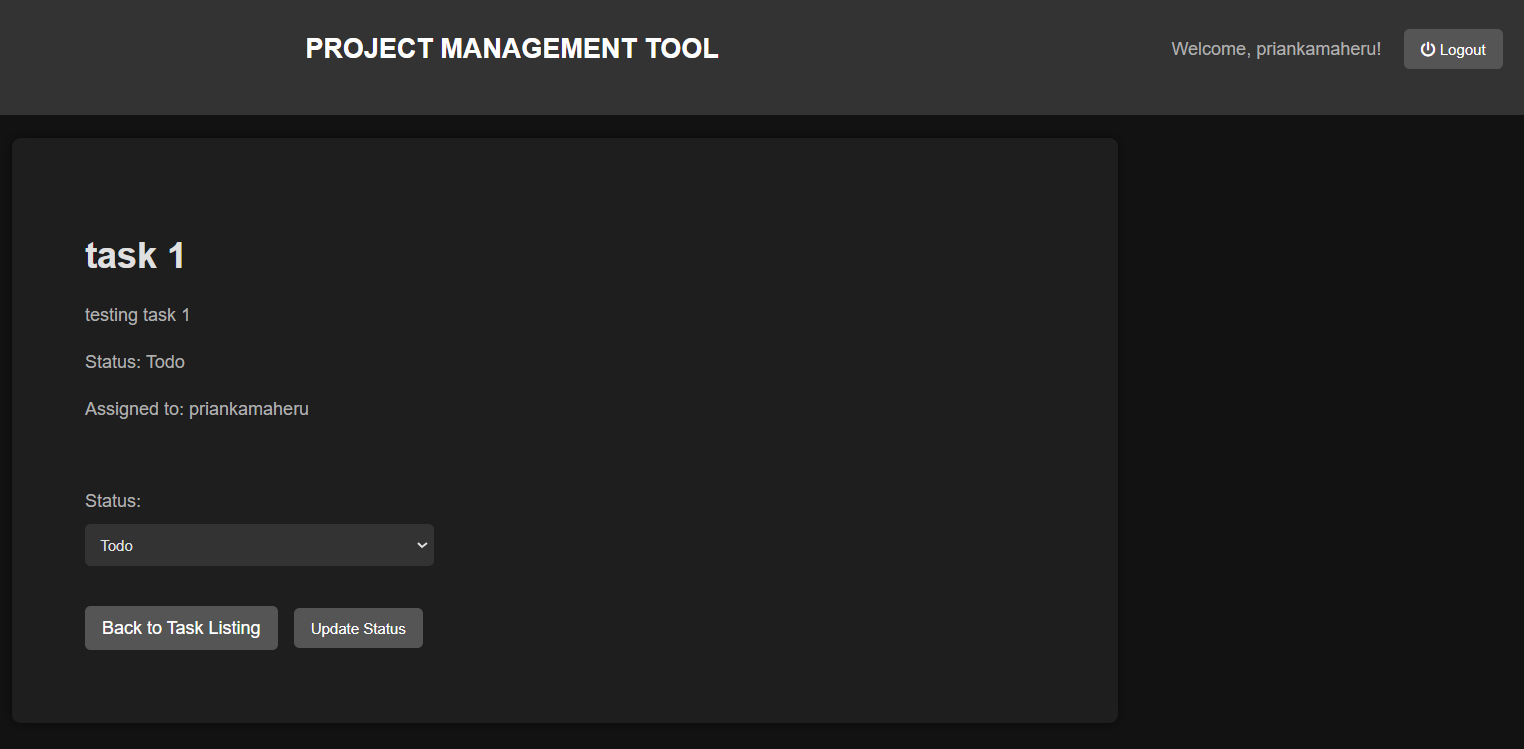 PROJECT MANAGEMENT TOOL
Welcome, priankamaheru!
Logout
task 1
testing task 1
Status: Todo
Assigned to: priankamaheru
Status:
Todo
Back to Task Listing
Update Status